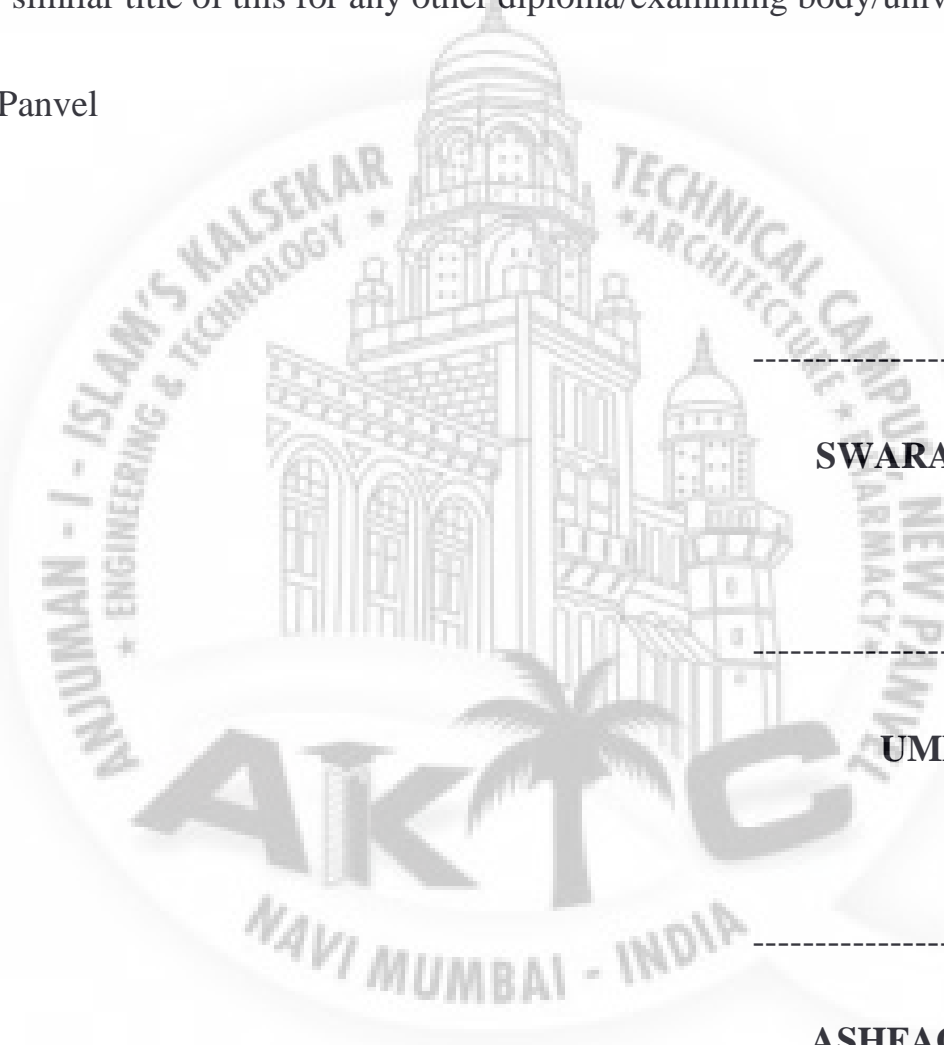 similar title of this for any other diploma/examining body/univ
Panvel
ANJUMAN - I - ISLAM'S KALSEKAR TECHNICAL CAMPUS, NEW PANVEL
* ENGINEERING & TECHNOLOGY * *ARCHITECTURE * PHARMACY *
SWARA
UM
AKTC
NAVI MUMBAI - INDIA
ASHFAQ